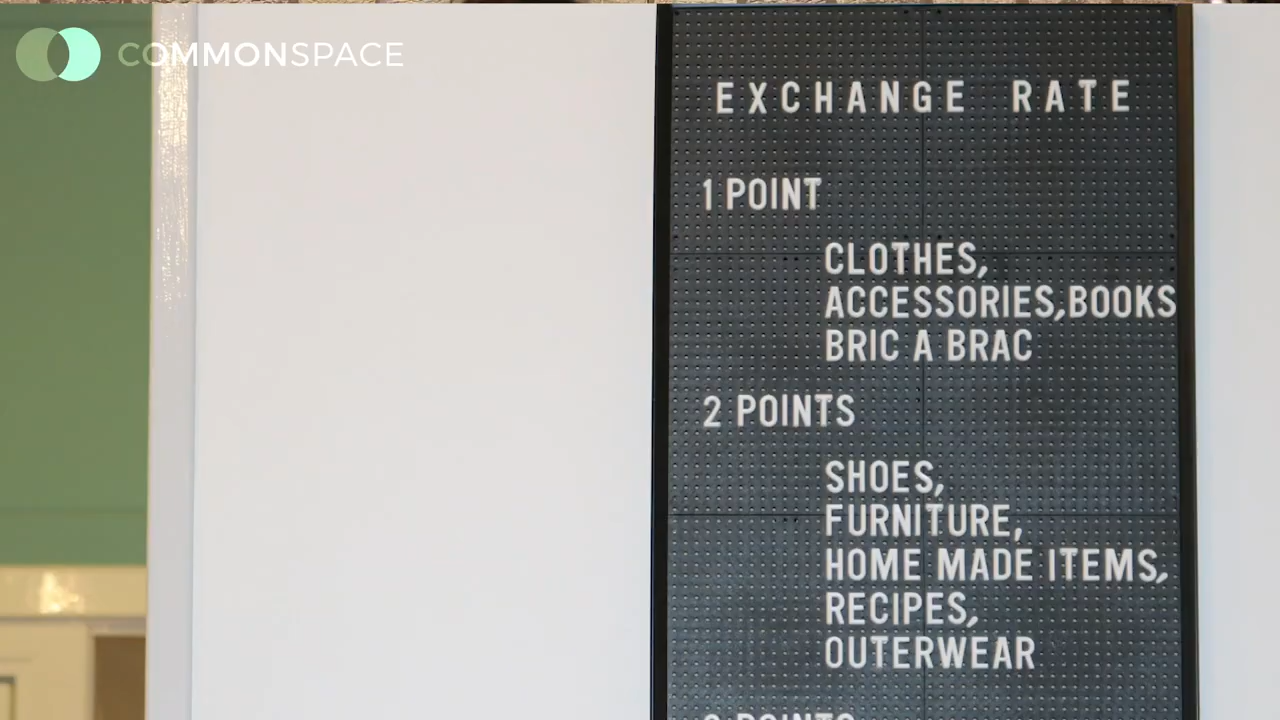 COMMONSPACE
EXCHANGE RATE
1 POINT
CLOTHES,
ACCESSORIES,BOOKS
BRIC A BRAC
2 POINTS
SHOES,
FURNITURE,
HOME MADE ITEMS,
RECIPES,
OUTERWEAR
POINTS